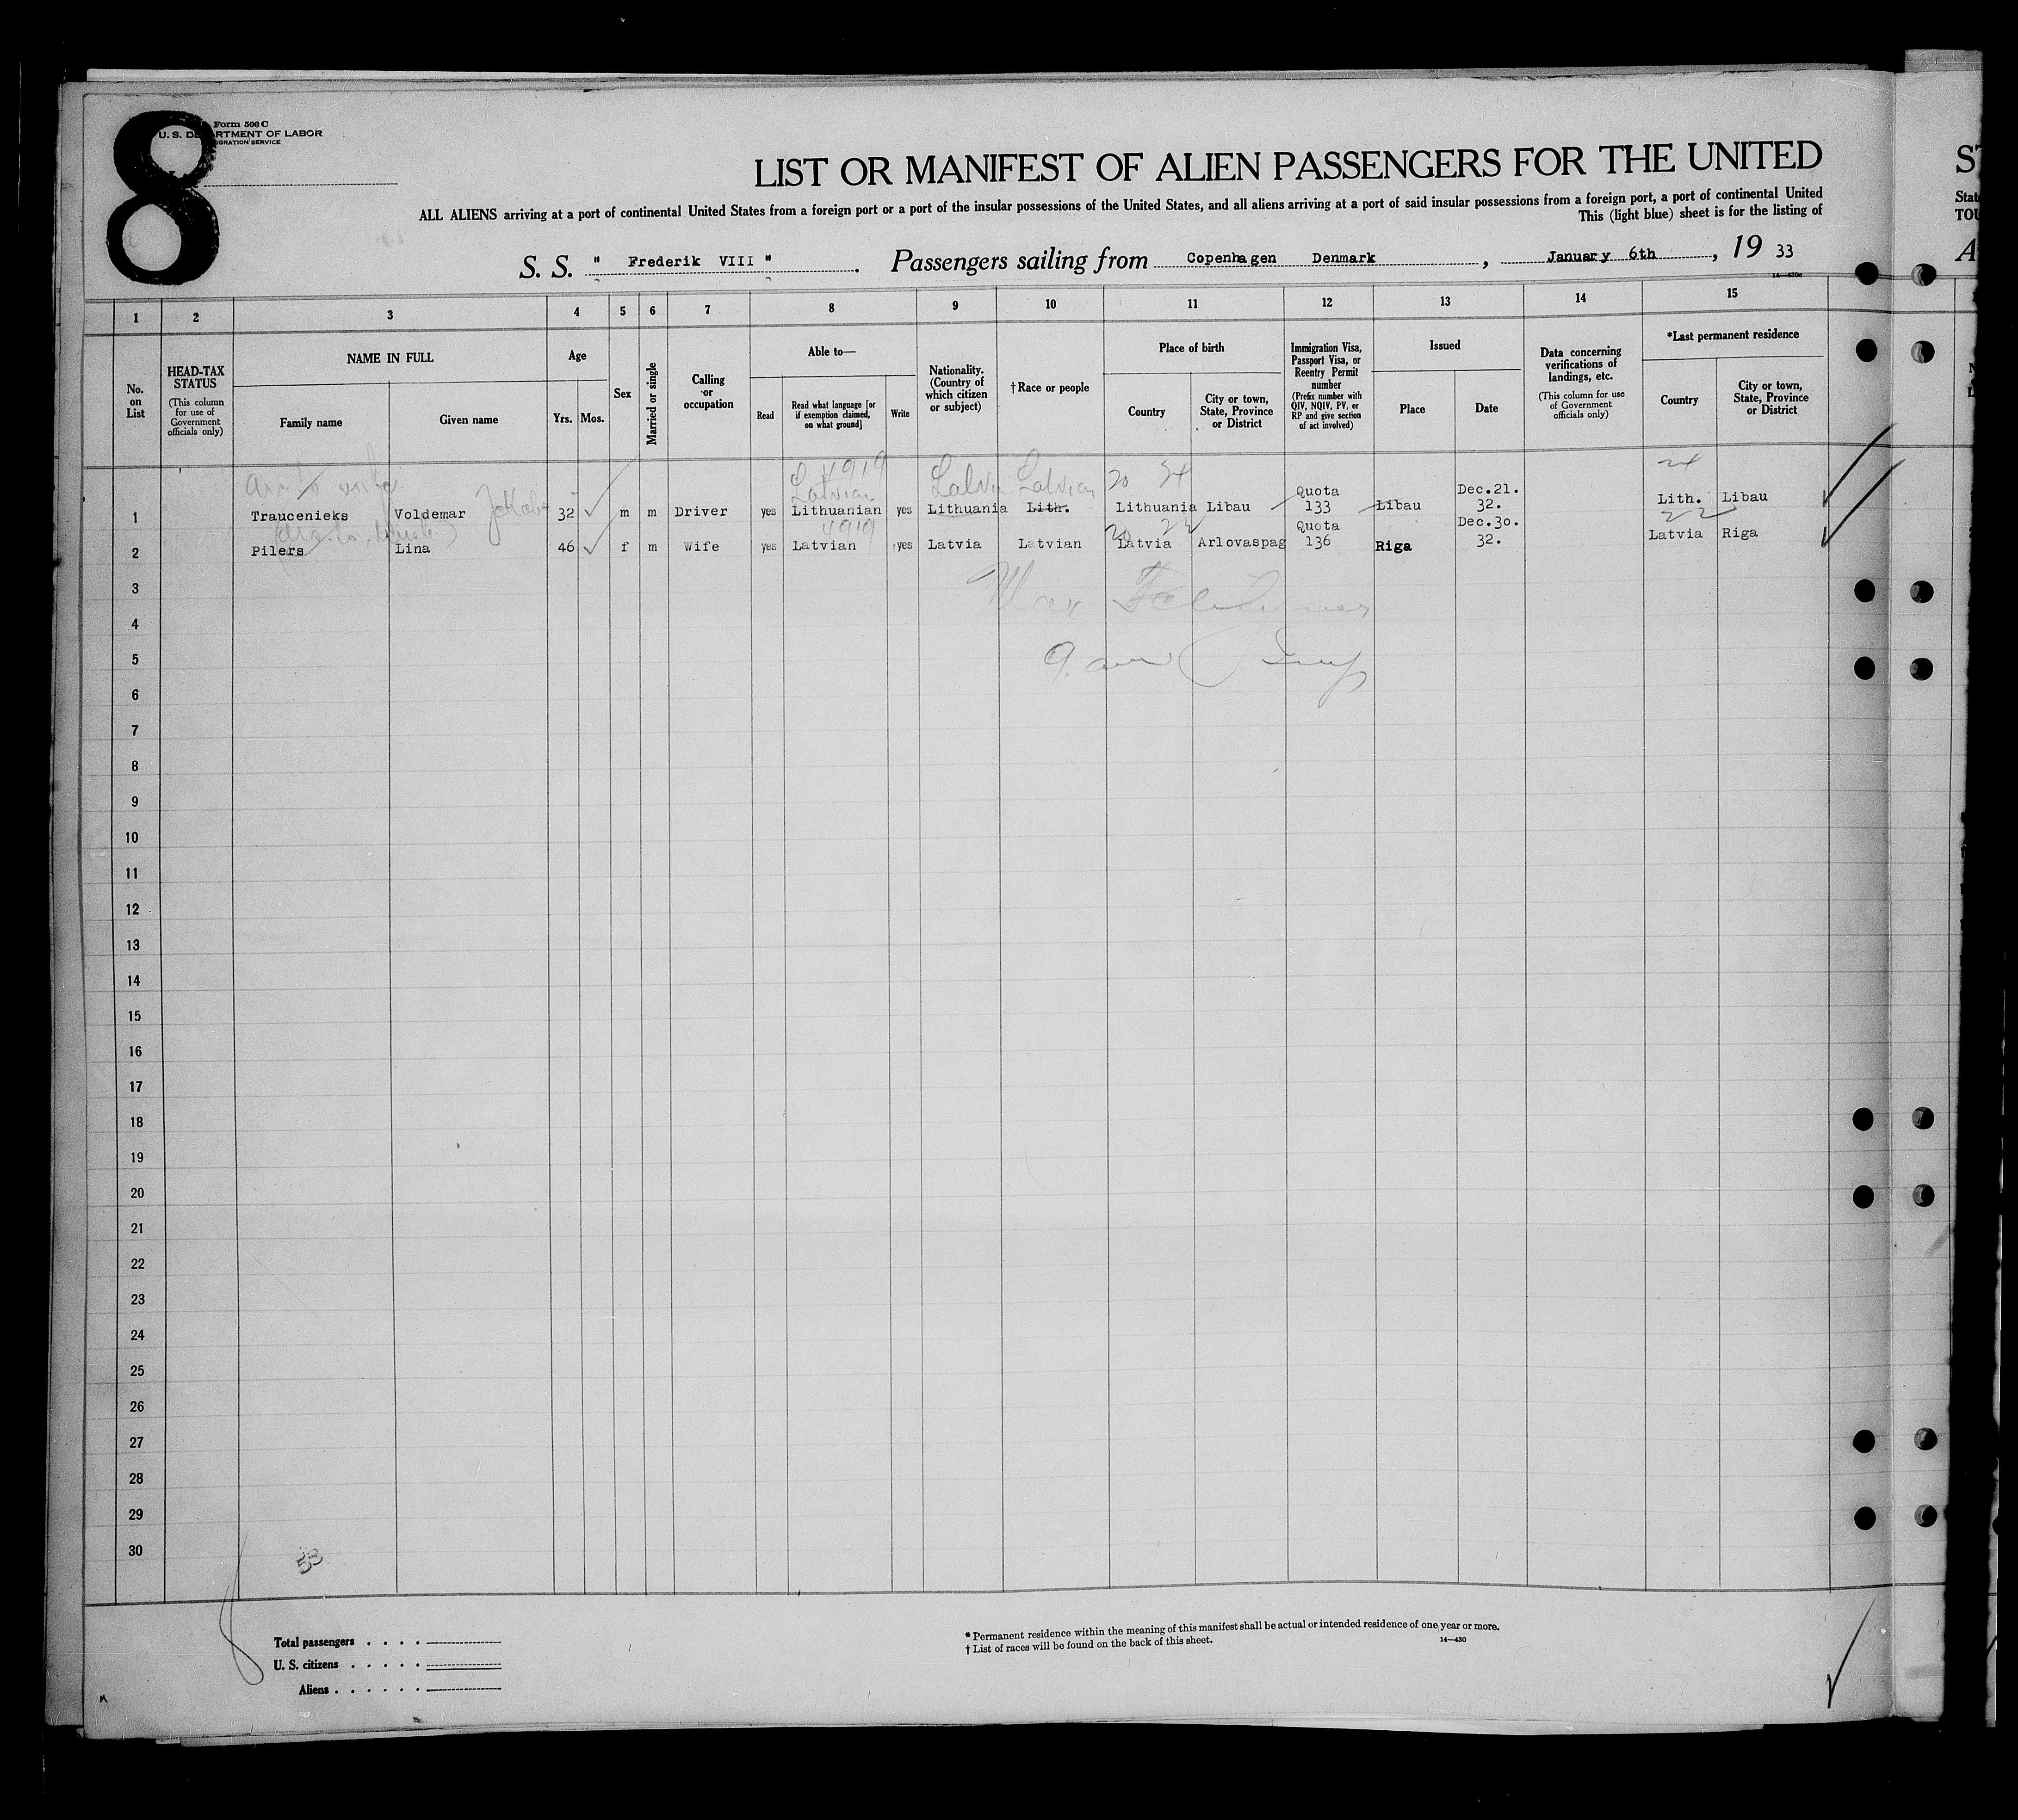 8
Form 500 C
U. S. DEPARTMENT OF LABOR
IGRATION SERVICE
LIST OR MANIFEST OF ALIEN PASSENGERS FOR THE UNITED
ALL ALIENS arriving at a port of continental United States from a foreign port or a port of the insular possessions of the United States, and all aliens arriving at a port of said insular possessions from a foreign port, a port of continental United
This (light blue) sheet is for the listing of
S. S. " Frederik VIII " . Passengers sailing from Copenhagen Denmark , January 6th , 19 33
1 2 3 4 5 6 7 8 9 10 11 12 13 14 15
No. on List
HEAD-TAX STATUS (This column for use of Government officials only)
NAME IN FULL
Family name Given name
Age
Yrs. Mos.
Sex
Married or single
Calling or occupation
Able to—
Read
Read what language [or if exemption claimed, on what ground]
Write
Nationality. (Country of which citizen or subject)
†Race or people
Place of birth
Country
City or town, State, Province or District
Immigration Visa, Passport Visa, or Reentry Permit number (Prefix number with QIV, NQIV, PV, or RP and give section of act involved)
Issued
Place Date
Data concerning verifications of landings, etc. (This column for use of Government officials only)
*Last permanent residence
Country
City or town, State, Province or District
4919 Latvian Latvian 20 24 24
1 Traucenieks Voldemar 32 m m Driver yes Lithuanian yes Lithuania Lith. Lithuania Libau Quota 133 Libau Dec.21. 32. Lith. Libau
4919 20 22 22
2 Pilers Lina 46 f m Wife yes Latvian yes Latvia Latvian Latvia Arlovaspag Quota 136 Riga Dec.30. 32. Latvia Riga
3
4
5
6
7
8
9
10
11
12
13
14
15
16
17
18
19
20
21
22
23
24
25
26
27
28
29
30
33
Total passengers . . . .
U. S. citizens . . . . .
Aliens . . . . . .
* Permanent residence within the meaning of this manifest shall be actual or intended residence of one year or more.
† List of races will be found on the back of this sheet.
14—430